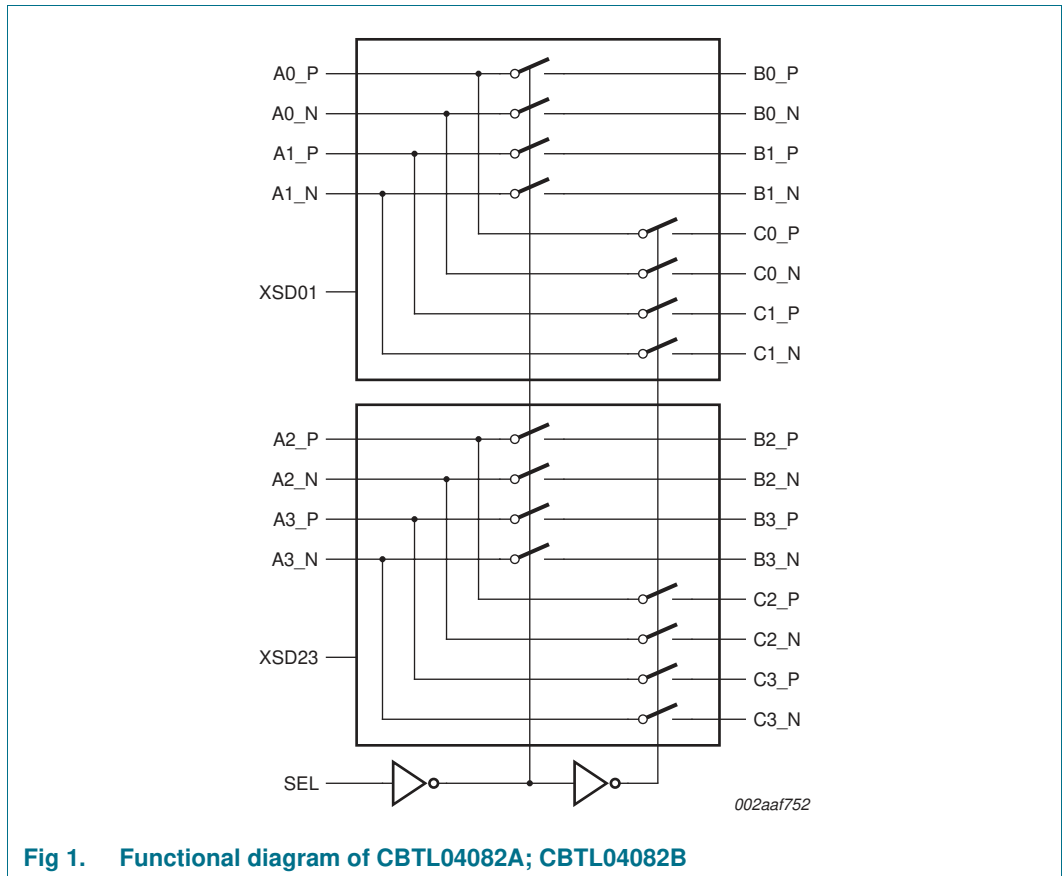 A0_P
B0_P
A0_N
B0_N
A1_P
B1_P
A1_N
B1_N
C0_P
C0_N
XSD01
C1_P
C1_N
A2_P
B2_P
A2_N
B2_N
A3_P
B3_P
A3_N
B3_N
C2_P
C2_N
XSD23
C3_P
C3_N
SEL
002aaf752
Fig 1. Functional diagram of CBTL04082A; CBTL04082B